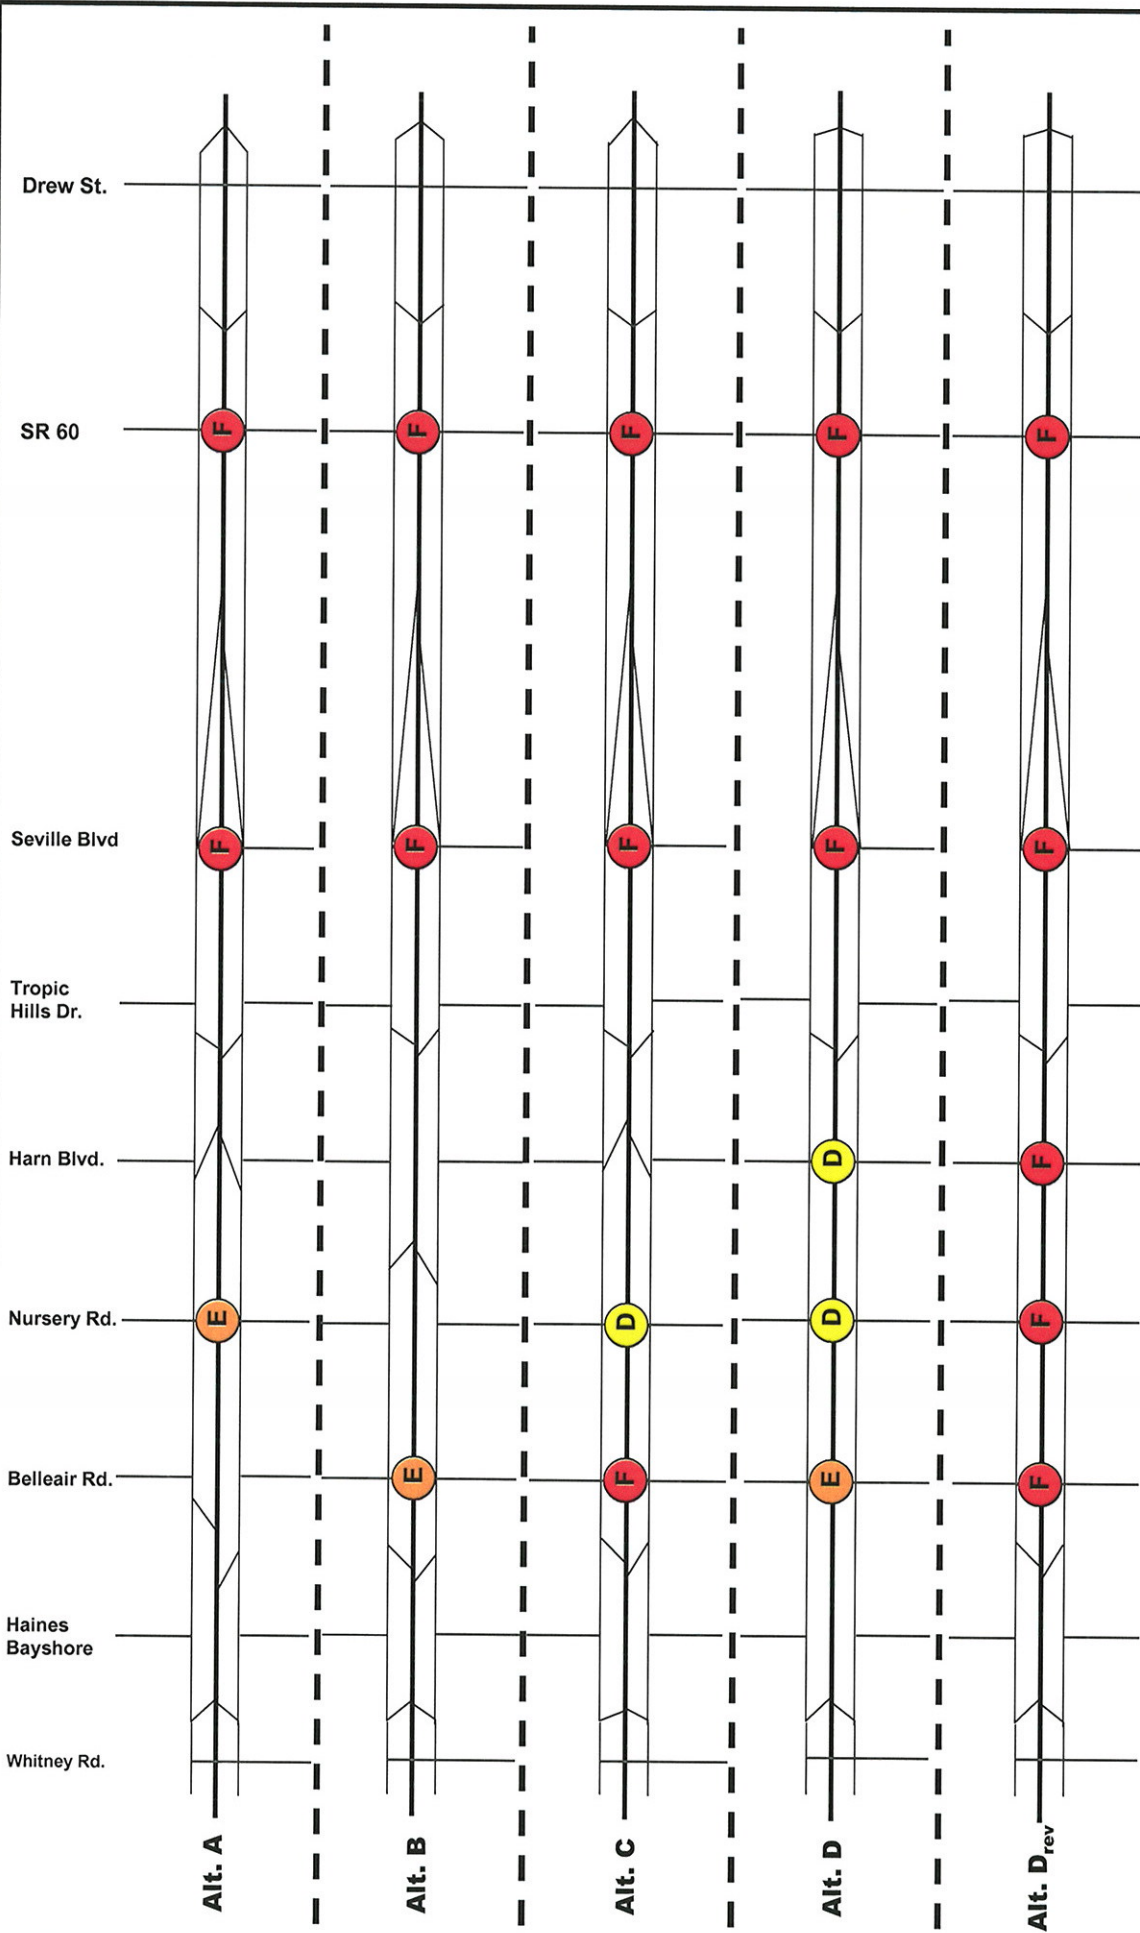 Drew St.
SR 60
F F F F F
Seville Blvd
F F F F F
Tropic
Hills Dr.
Harn Blvd.
D F
Nursery Rd.
E D D F
Belleair Rd.
E F E F
Haines
Bayshore
Whitney Rd.
Alt. A
Alt. B
Alt. C
Alt. D
Alt. Drev